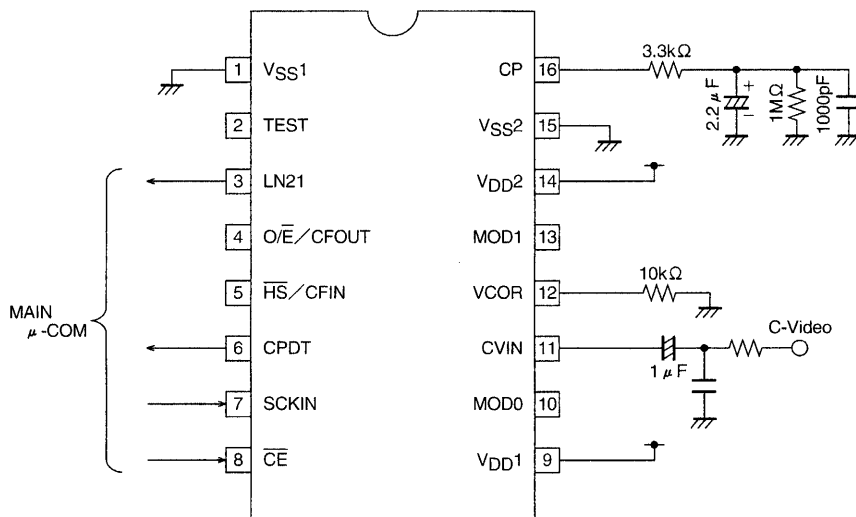 3.3kΩ
1 VSS1 CP 16
2.2μF + −
1MΩ
1000pF
2 TEST VSS2 15
3 LN21 VDD2 14
4 O/E̅/CFOUT MOD1 13
10kΩ
5 H̅S̅/CFIN VCOR 12
MAIN
μ-COM
C-Video
6 CPDT CVIN 11
1μF
7 SCKIN MOD0 10
8 C̅E̅ VDD1 9